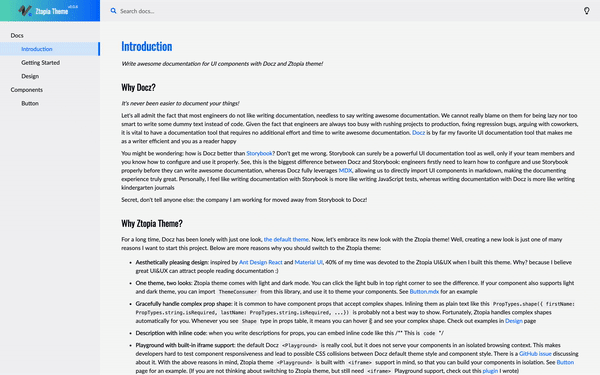 Ztopia Theme
Search docs...
Docs
Introduction
Getting Started
Design
Components
Button
Introduction
Write awesome documentation for UI components with Docz and Ztopia theme!
Why Docz?
It's never been easier to document your things!
Let's all admit the fact that most engineers do not like writing documentation, needless to say writing awesome documentation. We cannot really blame on them for being lazy nor too
smart to write some dummy text instead of code. Given the fact that engineers are always too busy with rushing projects to production, fixing regression bugs, arguing with coworkers,
it is vital to have a documentation tool that requires no additional effort and time to write awesome documentation. Docz is by far my favorite UI documentation tool that makes me
as a writer efficient and you as a reader happy
You might be wondering: how is Docz better than Storybook? Don't get me wrong. Storybook can surely be a powerful UI documentation tool as well, only if your team members and
you know how to configure and use it properly. See, this is the biggest difference between Docz and Storybook: engineers firstly need to learn how to configure and use Storybook
properly before they can write awesome documentation, whereas Docz fully leverages MDX, allowing us to directly import UI components in markdown, making the documenting
experience truly great. Personally, I feel like writing documentation with Storybook is more like writing JavaScript tests, whereas writing documentation with Docz is more like writing
kindergarten journals
Secret, don't tell anyone else: the company I am working for moved away from Storybook to Docz!
Why Ztopia Theme?
For a long time, Docz has been lonely with just one look, the default theme. Now, let's embrace its new look with the Ztopia theme! Well, creating a new look is just one of many
reasons I want to start this project. Below are more reasons why you should switch to the Ztopia theme:
• Aesthetically pleasing design: inspired by Ant Design React and Material UI, 40% of my time was devoted to the Ztopia UI&UX when I built this theme. Why? because I believe
great UI&UX can attract people reading documentation :)
• One theme, two looks: Ztopia theme comes with light and dark mode. You can click the light bulb in top right corner to see the difference. If your component also supports light
and dark theme, you can import ThemeConsumer from this library, and use it to theme your components. See Button.mdx for an example
• Gracefully handle complex prop shape: it is common to have component props that accept complex shapes. Inlining them as plain text like this PropTypes.shape({ firstName:
PropTypes.string.isRequired, lastName: PropTypes.string.isRequired, ...}) is probably not a best way to show. Fortunately, Ztopia handles complex shapes
automatically for you. Whenever you see Shape type in props table, it means you can hover it and see your complex shape. Check out examples in Design page
• Description with inline code: when you write descriptions for props, you can embed inline code like this /** This is code */
• Playground with built-in iframe support: the default Docz <Playground> is really cool, but it does not serve your components in an isolated browsing context. This makes
developers hard to test component responsiveness and lead to possible CSS collisions between Docz default style and component style. There is a GitHub issue
discussing about it. With the above reasons in mind, Ztopia theme <Playground> is built with <iframe> support in mind, so that you can build your components in isolation. See Button
page for an example. (If you are not thinking about switching to Ztopia theme, but still need <iframe> Playground support, check out this plugin I wrote)